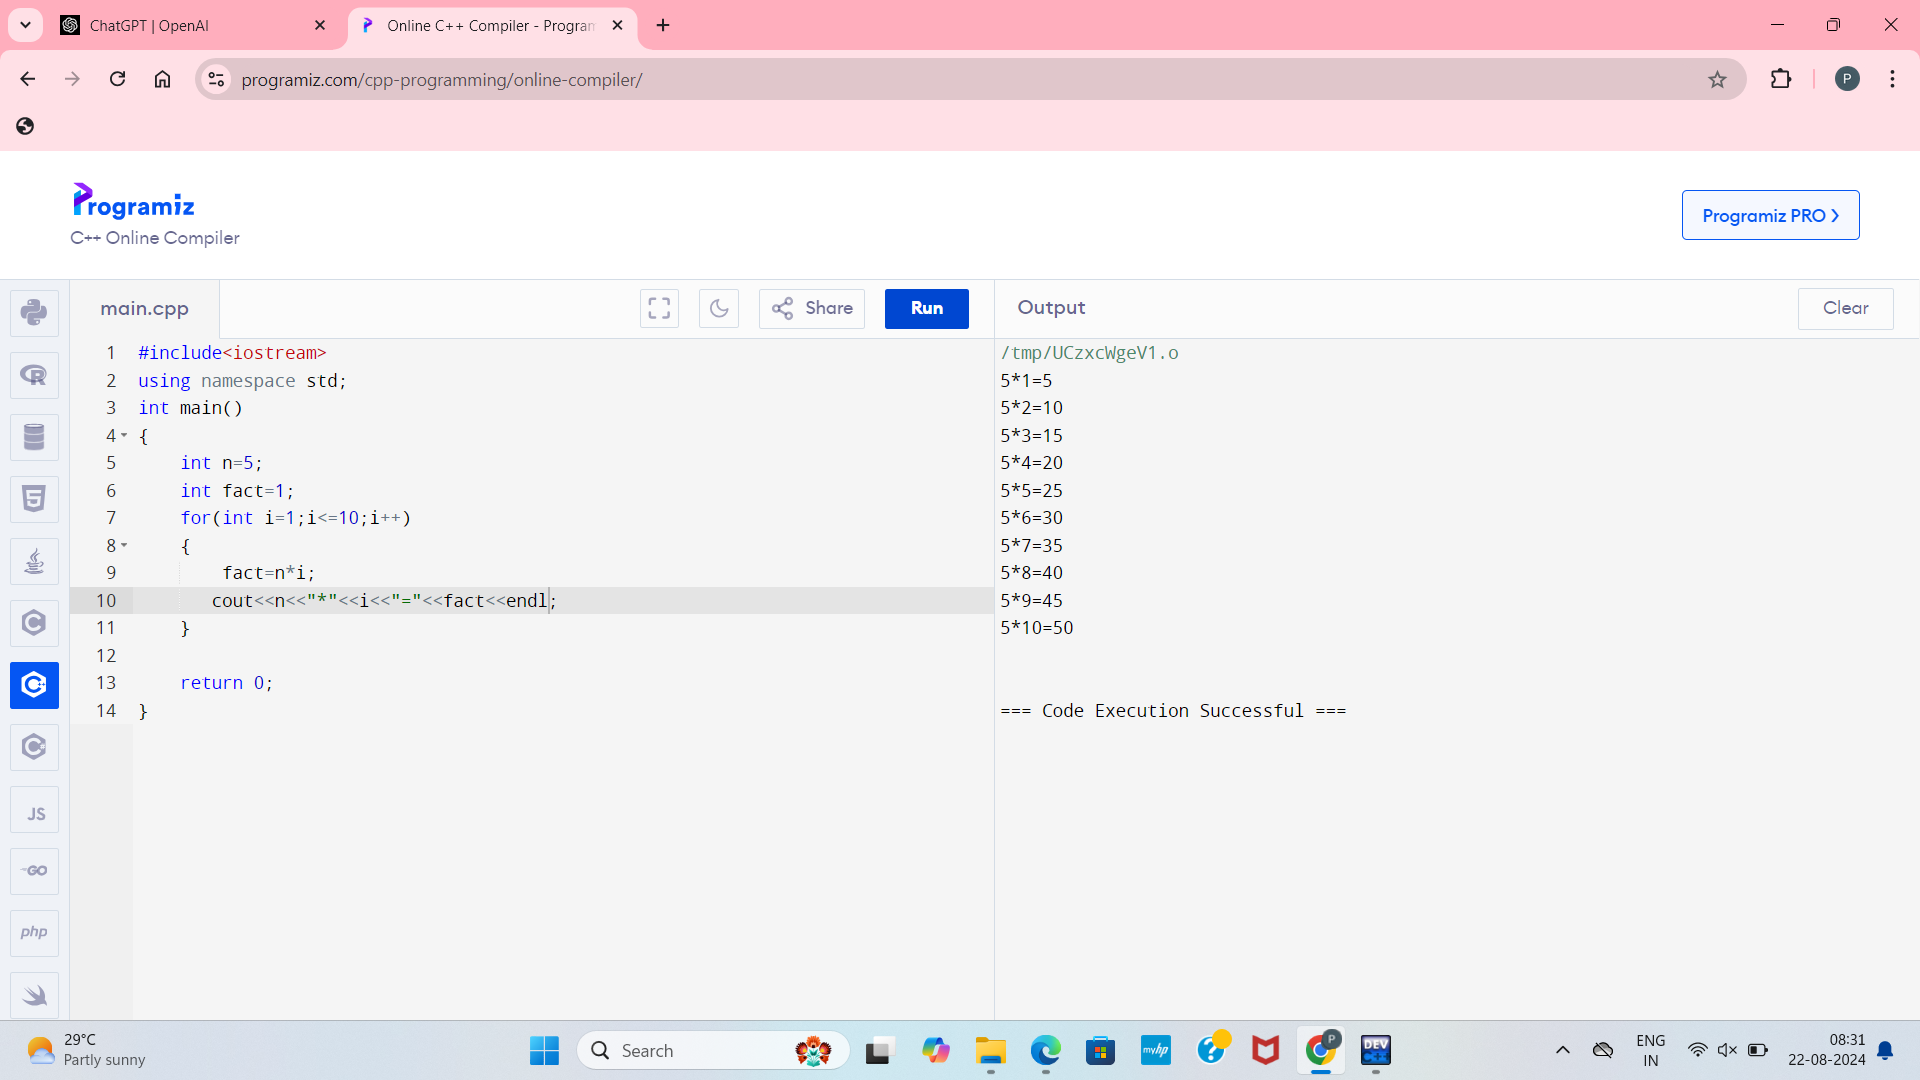 ChatGPT | OpenAI
Online C++ Compiler - Program
programiz.com/cpp-programming/online-compiler/
P
Programiz
C++ Online Compiler
Programiz PRO ❯
main.cpp
Share
Run
Output
Clear
1 #include<iostream>
2 using namespace std;
3 int main()
4 {
5 int n=5;
6 int fact=1;
7 for(int i=1;i<=10;i++)
8 {
9 fact=n*i;
10 cout<<n<<"*"<<i<<"="<<fact<<endl;
11 }
12
13 return 0;
14 }
/tmp/UCzxcWgeV1.o
5*1=5
5*2=10
5*3=15
5*4=20
5*5=25
5*6=30
5*7=35
5*8=40
5*9=45
5*10=50
=== Code Execution Successful ===
JS
GO
php
29°C
Partly sunny
Search
myhp
P
DEV
C++
ENG
IN
08:31
22-08-2024